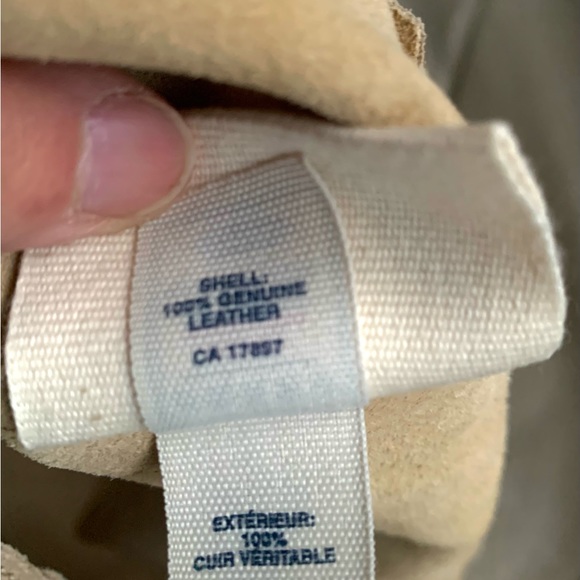 SHELL:
100% GENUINE
LEATHER
CA 17897
EXTÉRIEUR:
100%
CUIR VÉRITABLE